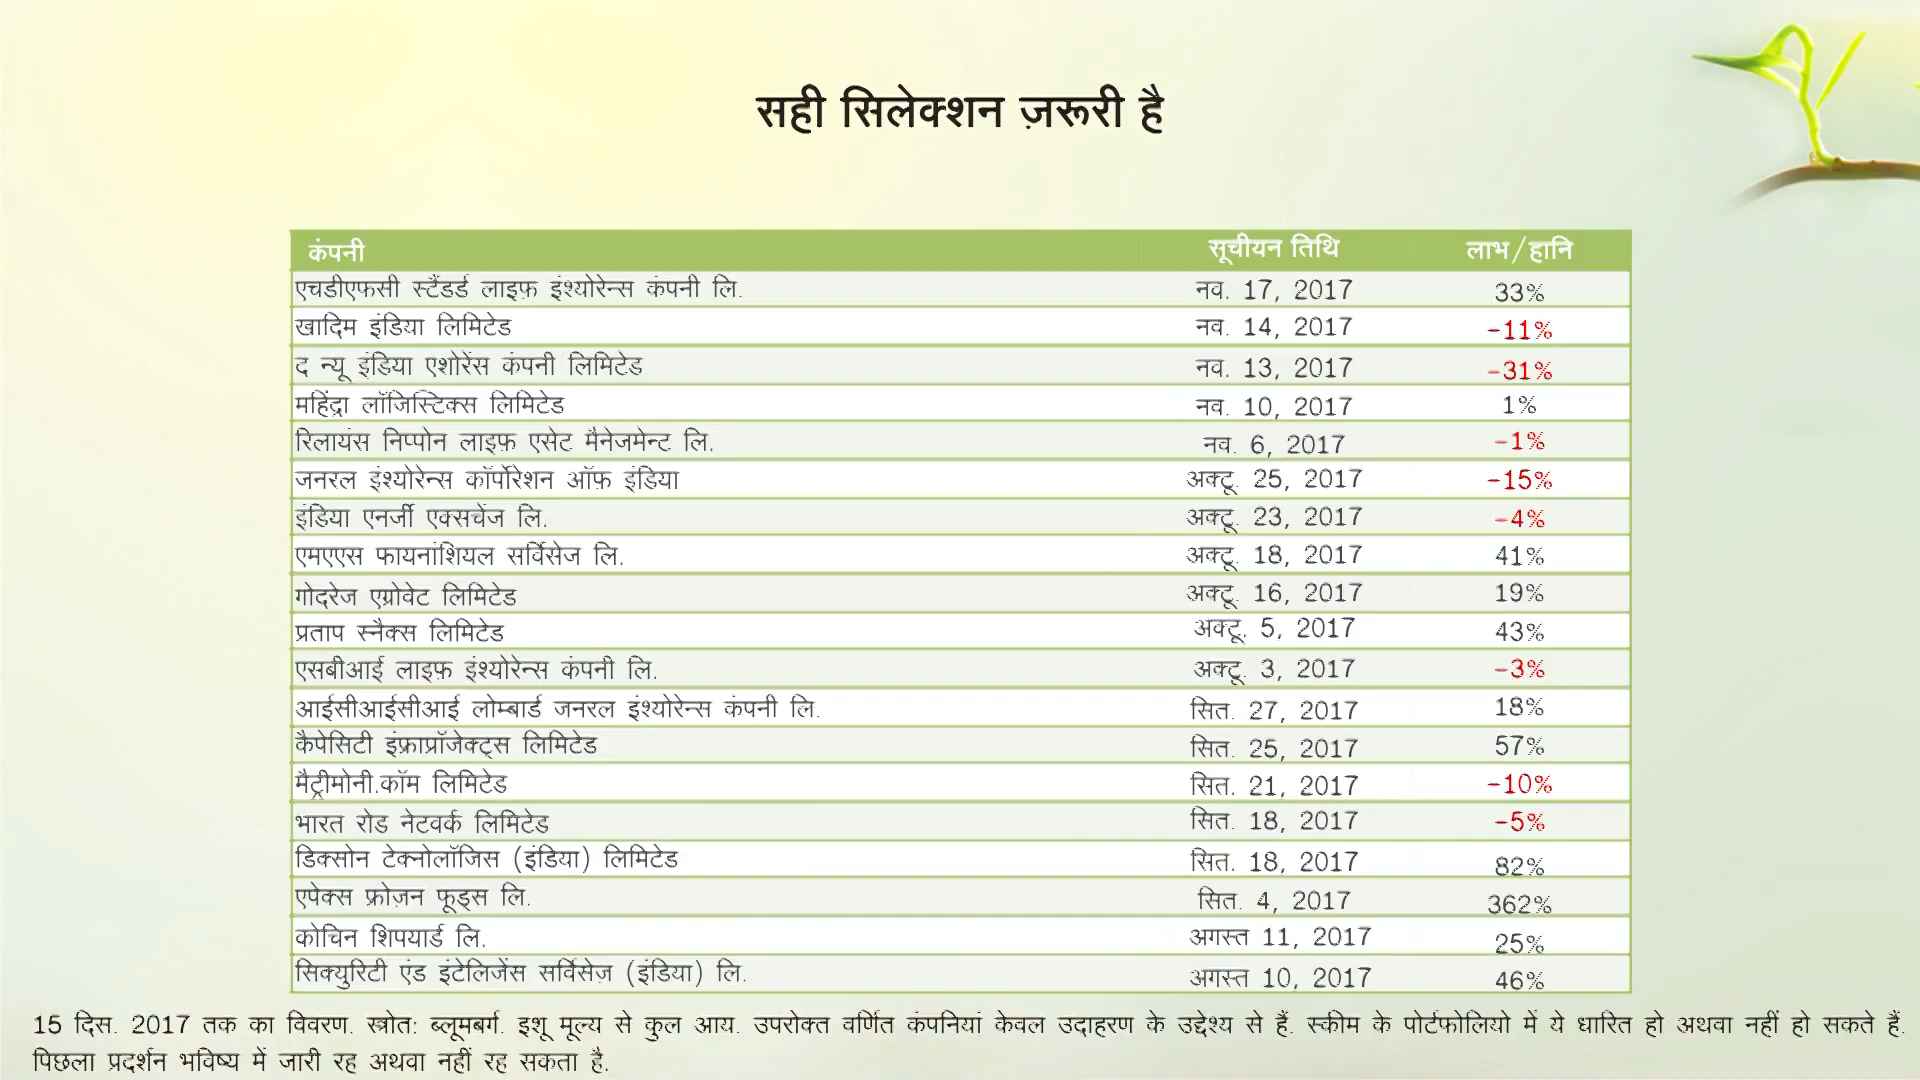 सही सिलेक्शन ज़रूरी है
कंपनी सूचीयन तिथि लाभ/हानि
एचडीएफसी स्टैंडर्ड लाइफ़ इंश्योरेन्स कंपनी लि. नव. 17, 2017 33%
खादिम इंडिया लिमिटेड नव. 14, 2017 -11%
द न्यू इंडिया एशोरेंस कंपनी लिमिटेड नव. 13, 2017 -31%
महिंद्रा लॉजिस्टिक्स लिमिटेड नव. 10, 2017 1%
रिलायंस निप्पोन लाइफ़ एसेट मैनेजमेन्ट लि. नव. 6, 2017 -1%
जनरल इंश्योरेन्स कॉर्पोरेशन ऑफ़ इंडिया अक्टू. 25, 2017 -15%
इंडिया एनर्जी एक्सचेंज लि. अक्टू. 23, 2017 -4%
एमएएस फायनांशियल सर्विसेज लि. अक्टू. 18, 2017 41%
गोदरेज एग्रोवेट लिमिटेड अक्टू. 16, 2017 19%
प्रताप स्नैक्स लिमिटेड अक्टू. 5, 2017 43%
एसबीआई लाइफ़ इंश्योरेन्स कंपनी लि. अक्टू. 3, 2017 -3%
आईसीआईसीआई लोम्बार्ड जनरल इंश्योरेन्स कंपनी लि. सित. 27, 2017 18%
कैपेसिटी इंफ्राप्रॉजेक्ट्स लिमिटेड सित. 25, 2017 57%
मैट्रीमोनी.कॉम लिमिटेड सित. 21, 2017 -10%
भारत रोड नेटवर्क लिमिटेड सित. 18, 2017 -5%
डिक्सोन टेक्नोलॉजिस (इंडिया) लिमिटेड सित. 18, 2017 82%
एपेक्स फ्रोज़न फूड्स लि. सित. 4, 2017 362%
कोचिन शिपयार्ड लि. अगस्त 11, 2017 25%
सिक्युरिटी एंड इंटेलिजेंस सर्विसेज़ (इंडिया) लि. अगस्त 10, 2017 46%
15 दिस. 2017 तक का विवरण. स्त्रोत: ब्लूमबर्ग. इशू मूल्य से कुल आय. उपरोक्त वर्णित कंपनियां केवल उदाहरण के उद्देश्य से हैं. स्कीम के पोर्टफोलियो में ये धारित हो अथवा नहीं हो सकते हैं.
पिछला प्रदर्शन भविष्य में जारी रह अथवा नहीं रह सकता है.